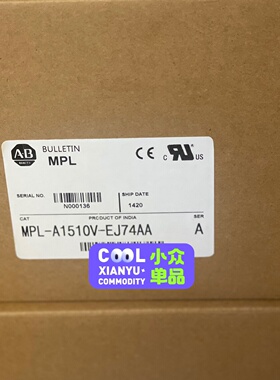 A-B
BULLETIN
MPL
CE
C UL US
SERIAL NO.
N000136
SHIP DATE
1420
CAT
PRODUCT OF INDIA
SER
MPL-A1510V-EJ74AA
A
COOL 小众
XIANYU· 单品
COMMODITY